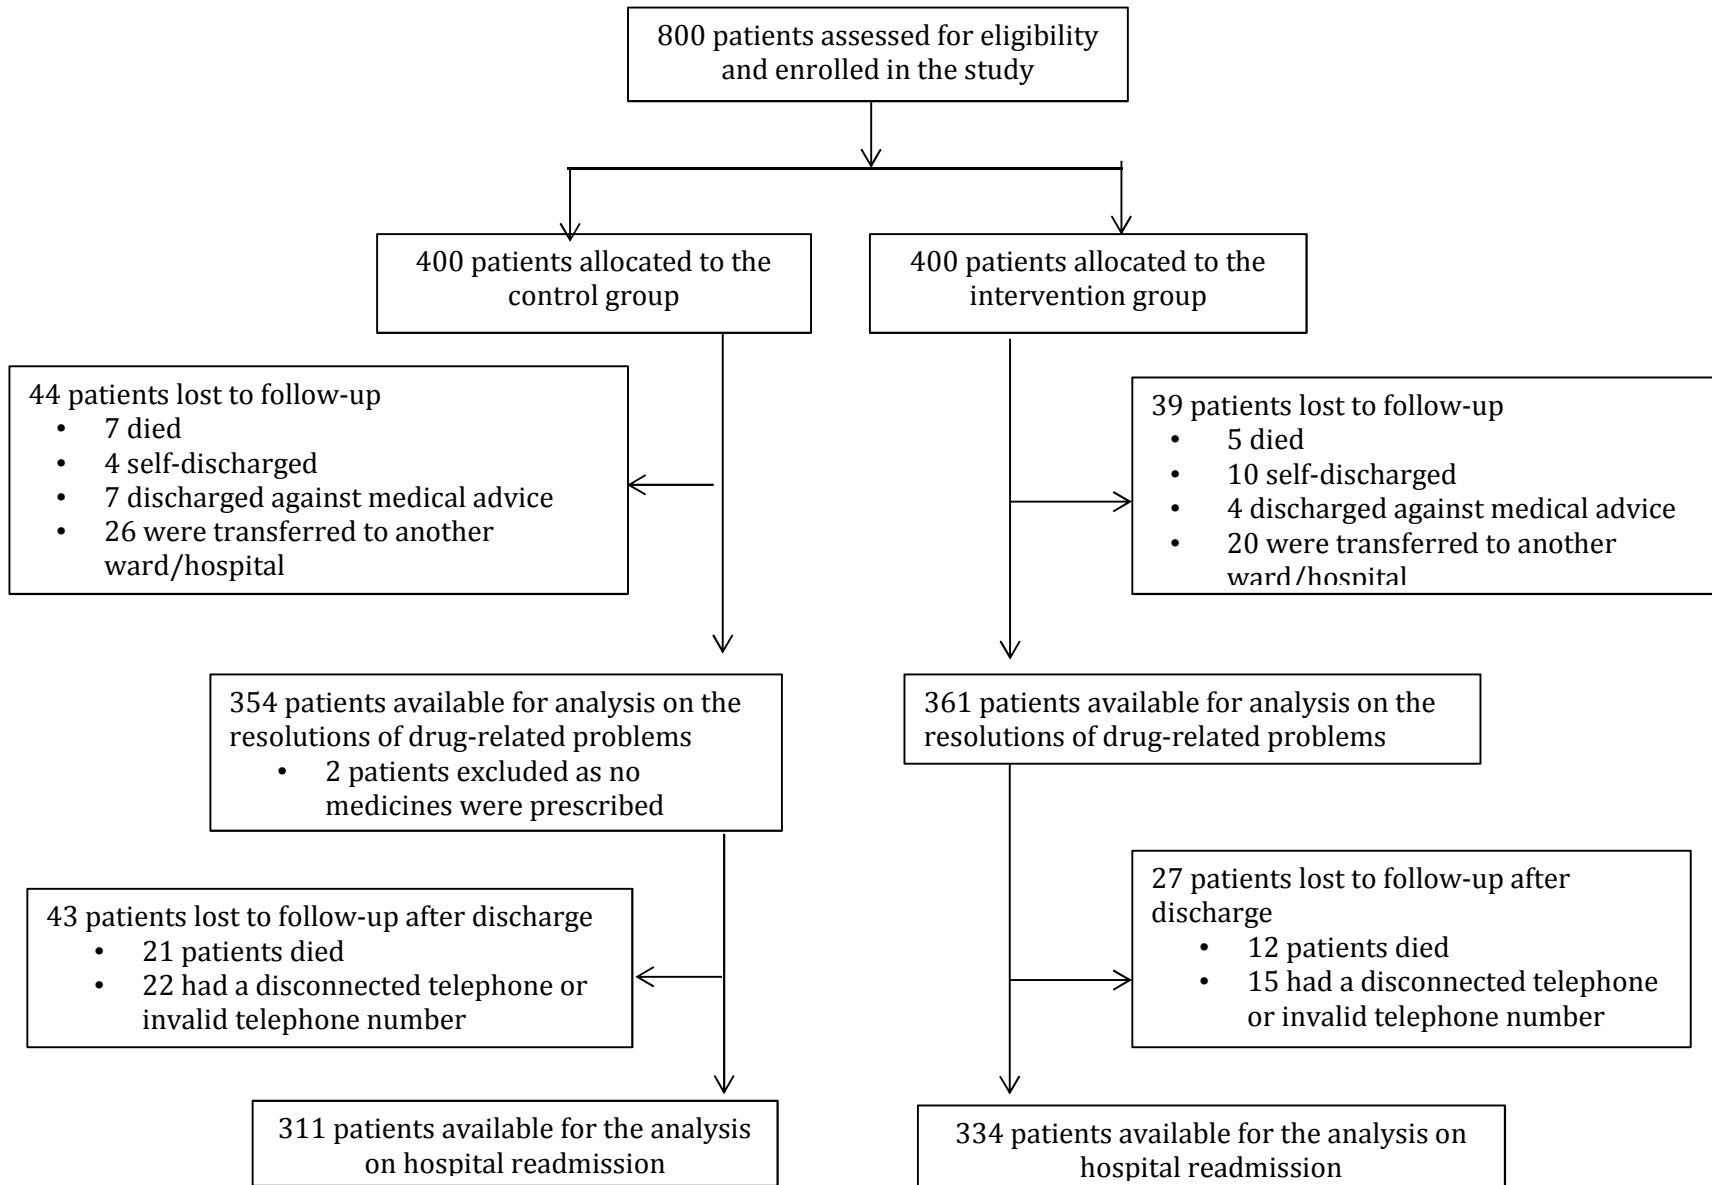 800 patients assessed for eligibility
and enrolled in the study
400 patients allocated to the
control group
400 patients allocated to the
intervention group
44 patients lost to follow-up
• 7 died
• 4 self-discharged
• 7 discharged against medical advice
• 26 were transferred to another
ward/hospital
39 patients lost to follow-up
• 5 died
• 10 self-discharged
• 4 discharged against medical advice
• 20 were transferred to another
ward/hospital
354 patients available for analysis on the
resolutions of drug-related problems
• 2 patients excluded as no
medicines were prescribed
361 patients available for analysis on the
resolutions of drug-related problems
43 patients lost to follow-up after discharge
• 21 patients died
• 22 had a disconnected telephone or
invalid telephone number
27 patients lost to follow-up after
discharge
• 12 patients died
• 15 had a disconnected telephone
or invalid telephone number
311 patients available for the analysis
on hospital readmission
334 patients available for the analysis on
hospital readmission